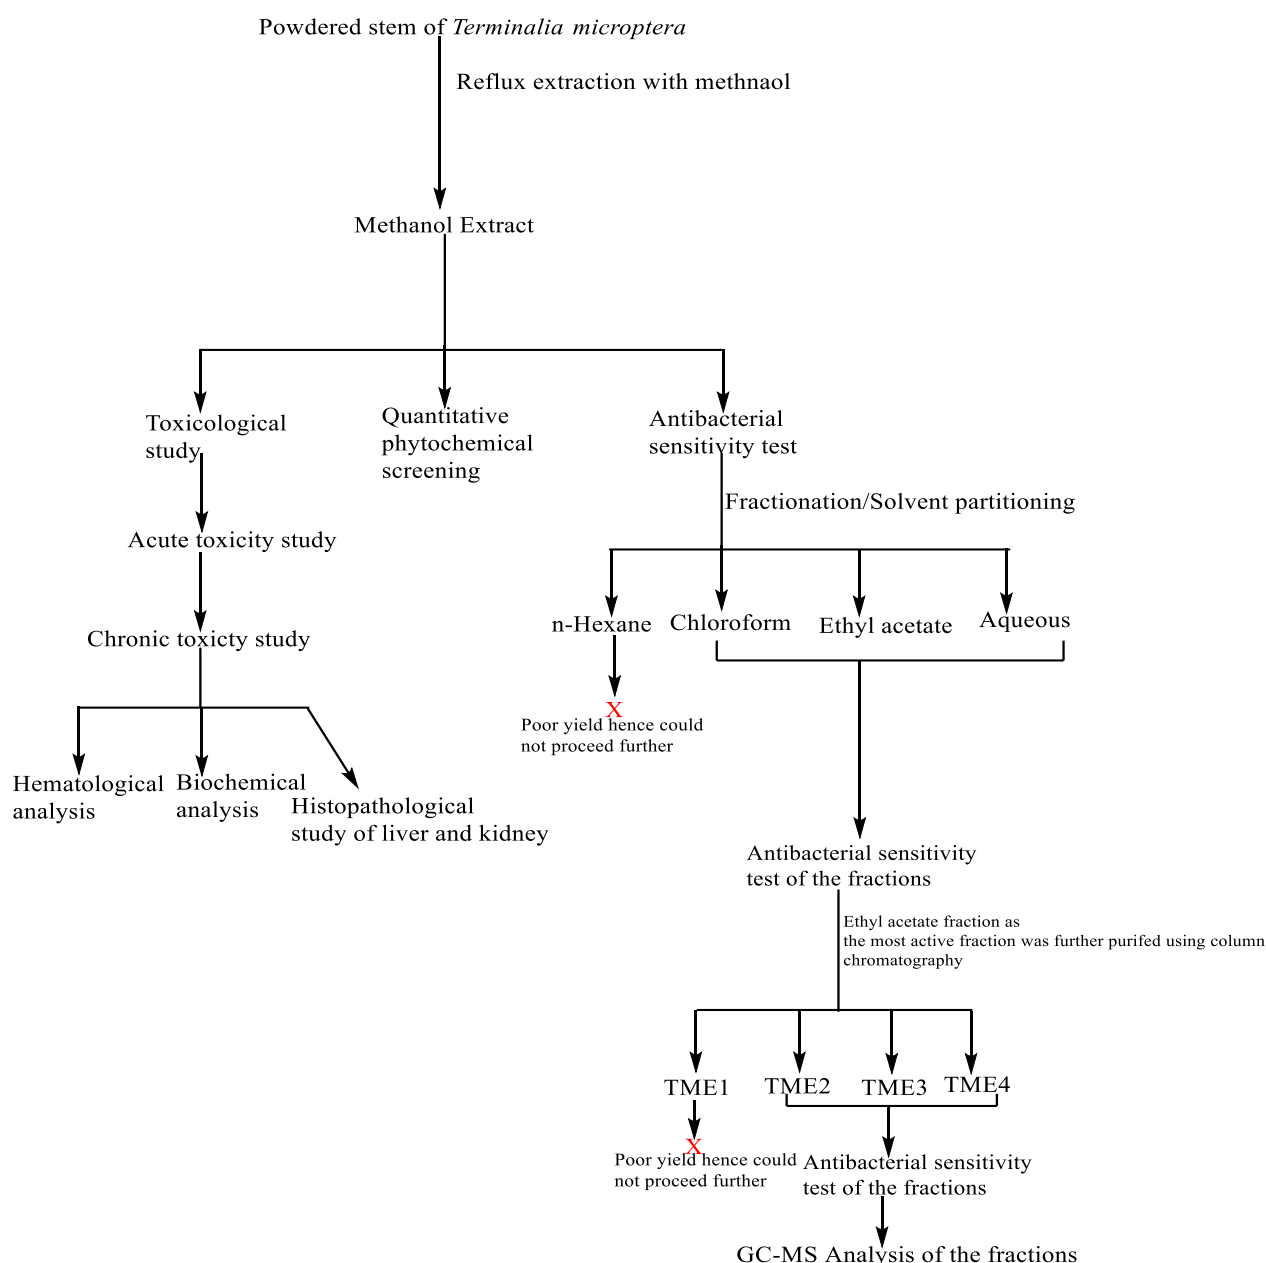 Powdered stem of Terminalia microptera
Reflux extraction with methnaol
Methanol Extract
Toxicological
study
Quantitative
phytochemical
screening
Antibacterial
sensitivity test
Fractionation/Solvent partitioning
Acute toxicity study
Chronic toxicty study
n-Hexane
Chloroform
Ethyl acetate
Aqueous
X
Poor yield hence could
not proceed further
Hematological
analysis
Biochemical
analysis
Histopathological
study of liver and kidney
Antibacterial sensitivity
test of the fractions
Ethyl acetate fraction as
the most active fraction was further purifed using column
chromatography
TME1
TME2
TME3
TME4
X
Poor yield hence could
not proceed further
Antibacterial sensitivity
test of the fractions
GC-MS Analysis of the fractions